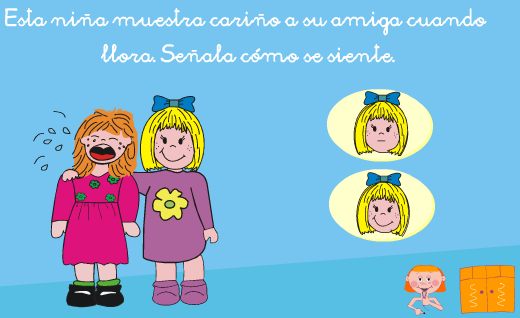 Esta niña muestra cariño a su amiga cuando
llora. Señala cómo se siente.